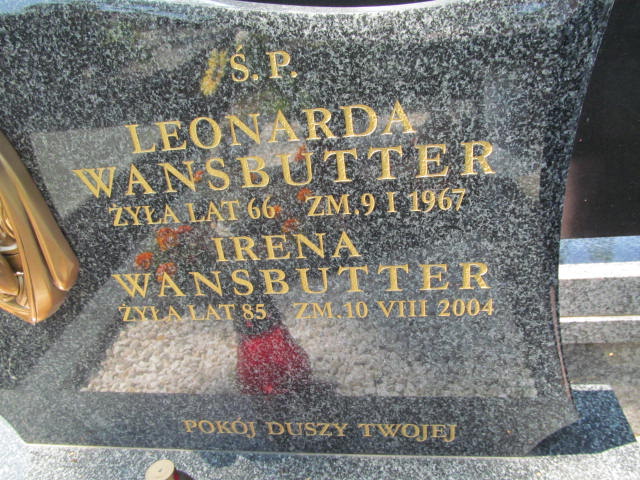 Ś.P.
LEONARDA
WANSBUTTER
ŻYŁA LAT 66 ZM. 9 I 1967
IRENA
WANSBUTTER
ŻYŁA LAT 85 ZM. 10 VIII 2004
POKÓJ DUSZY TWOJEJ